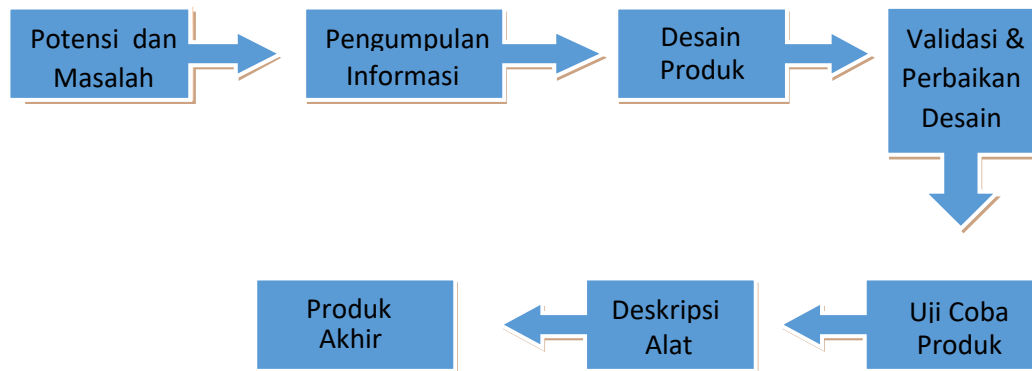 Potensi dan
Masalah
Pengumpulan
Informasi
Desain
Produk
Validasi &
Perbaikan
Desain
Uji Coba
Produk
Deskripsi
Alat
Produk
Akhir